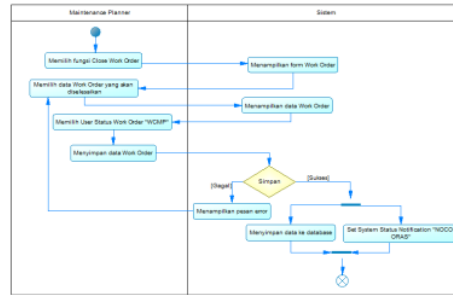 Maintenance Planner
Sistem
Memilih fungsi Close Work Order
Menampilkan form Work Order
Memilih data Work Order yang akan
diselesaikan
Menampilkan data Work Order
Memilih User Status Work Order "WCMP"
Menyimpan data Work Order
Simpan
[Gagal]
[Sukses]
Menampilkan pesan error
Menyimpan data ke database
Set System Status Notification "NOCO
ORAS"